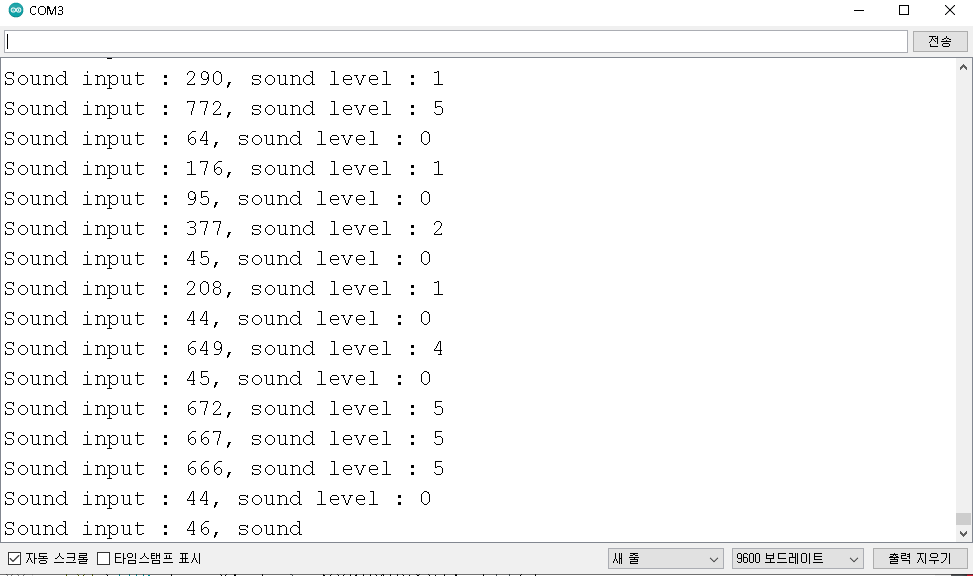 COM3
전송
Sound input : 290, sound level : 1
Sound input : 772, sound level : 5
Sound input : 64, sound level : 0
Sound input : 176, sound level : 1
Sound input : 95, sound level : 0
Sound input : 377, sound level : 2
Sound input : 45, sound level : 0
Sound input : 208, sound level : 1
Sound input : 44, sound level : 0
Sound input : 649, sound level : 4
Sound input : 45, sound level : 0
Sound input : 672, sound level : 5
Sound input : 667, sound level : 5
Sound input : 666, sound level : 5
Sound input : 44, sound level : 0
Sound input : 46, sound
자동 스크롤 타임스탬프 표시 새 줄 9600 보드레이트 출력 지우기